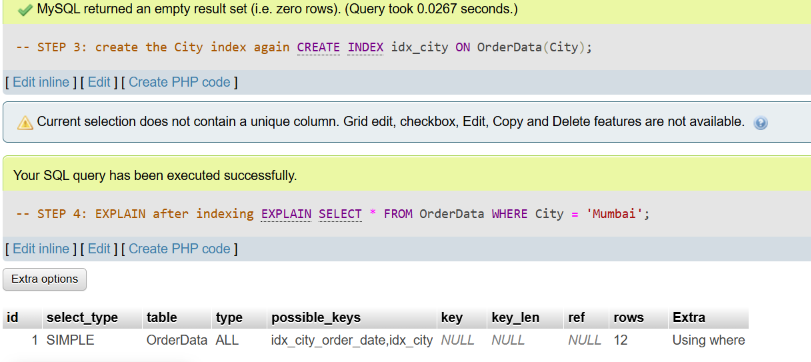 MySQL returned an empty result set (i.e. zero rows). (Query took 0.0267 seconds.)
-- STEP 3: create the City index again CREATE INDEX idx_city ON OrderData(City);
[ Edit inline ] [ Edit ] [ Create PHP code ]
Current selection does not contain a unique column. Grid edit, checkbox, Edit, Copy and Delete features are not available.
Your SQL query has been executed successfully.
-- STEP 4: EXPLAIN after indexing EXPLAIN SELECT * FROM OrderData WHERE City = 'Mumbai';
[ Edit inline ] [ Edit ] [ Create PHP code ]
Extra options
id select_type table type possible_keys key key_len ref rows Extra
1 SIMPLE OrderData ALL idx_city_order_date,idx_city NULL NULL NULL 12 Using where